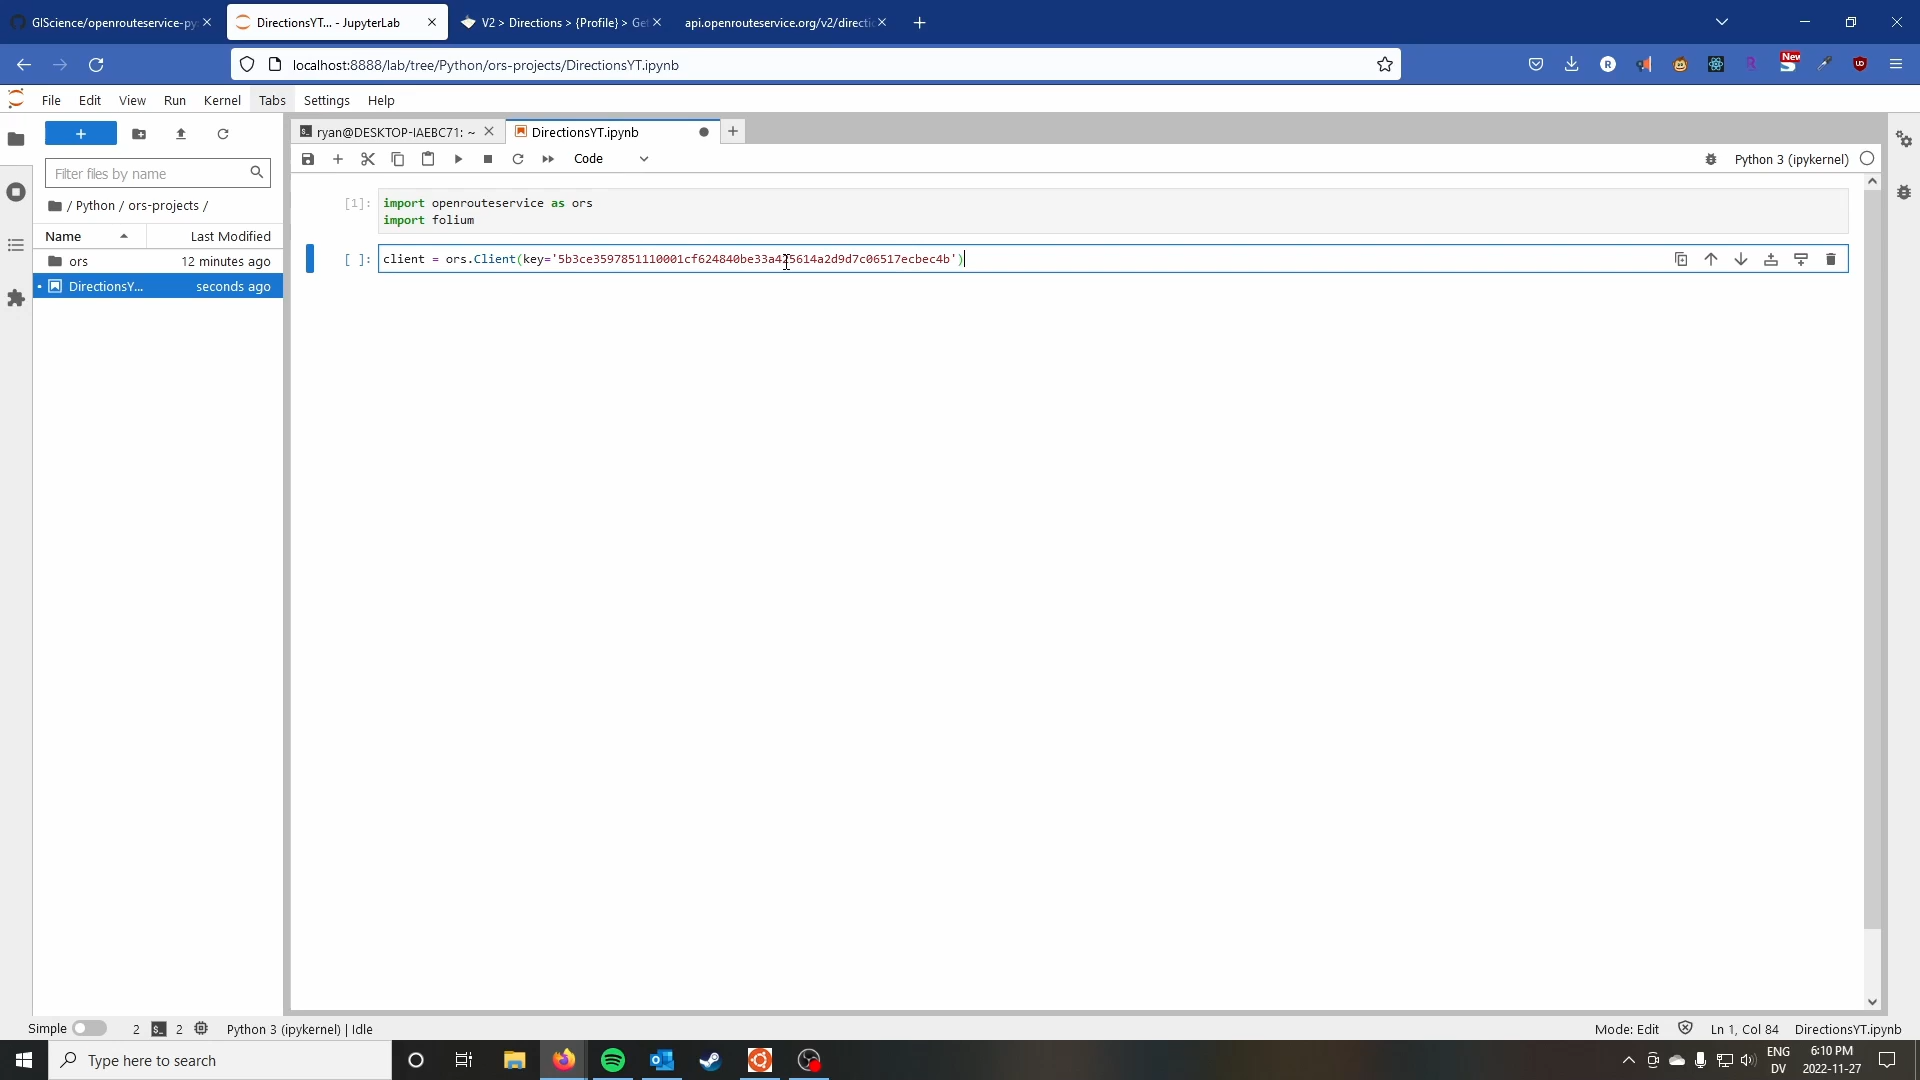 GIScience/openrouteservice-py
DirectionsYT... - JupyterLab
V2 > Directions > {Profile} > Get
api.openrouteservice.org/v2/directi
localhost:8888/lab/tree/Python/ors-projects/DirectionsYT.ipynb
New
File Edit View Run Kernel Tabs Settings Help
ryan@DESKTOP-IAEBC71: ~
DirectionsYT.ipynb
Code
Python 3 (ipykernel)
Filter files by name
/ Python / ors-projects /
Name Last Modified
ors 12 minutes ago
DirectionsY... seconds ago
[1]: import openrouteservice as ors
import folium
[ ]: client = ors.Client(key='5b3ce3597851110001cf624840be33a4 5614a2d9d7c06517ecbec4b')
Simple 2 2 Python 3 (ipykernel) | Idle
Mode: Edit Ln 1, Col 84 DirectionsYT.ipynb
Type here to search
ENG
DV
6:10 PM
2022-11-27